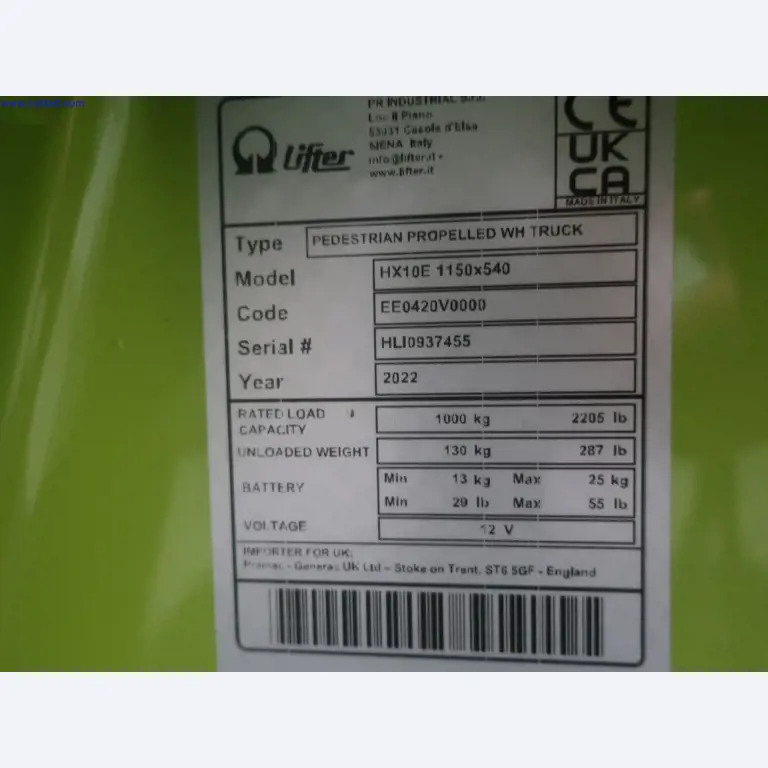 PR INDUSTRIAL s.r.l.
Loc. Il Piano
53031 Casole d'Elsa
SIENA Italy
info@lifter.it -
www.lifter.it
Lifter
CE
UK
CA
MADE IN ITALY
Type PEDESTRIAN PROPELLED WH TRUCK
Model HX10E 1150x540
Code EE0420V0000
Serial # HLI0937455
Year 2022
RATED LOAD CAPACITY 1000 kg 2205 lb
UNLOADED WEIGHT 130 kg 287 lb
BATTERY Min 13 kg Max 25 kg
Min 29 lb Max 55 lb
VOLTAGE 12 V
IMPORTER FOR UK:
Pramac - Generac UK Ltd – Stoke on Trent, ST6 5GF - England